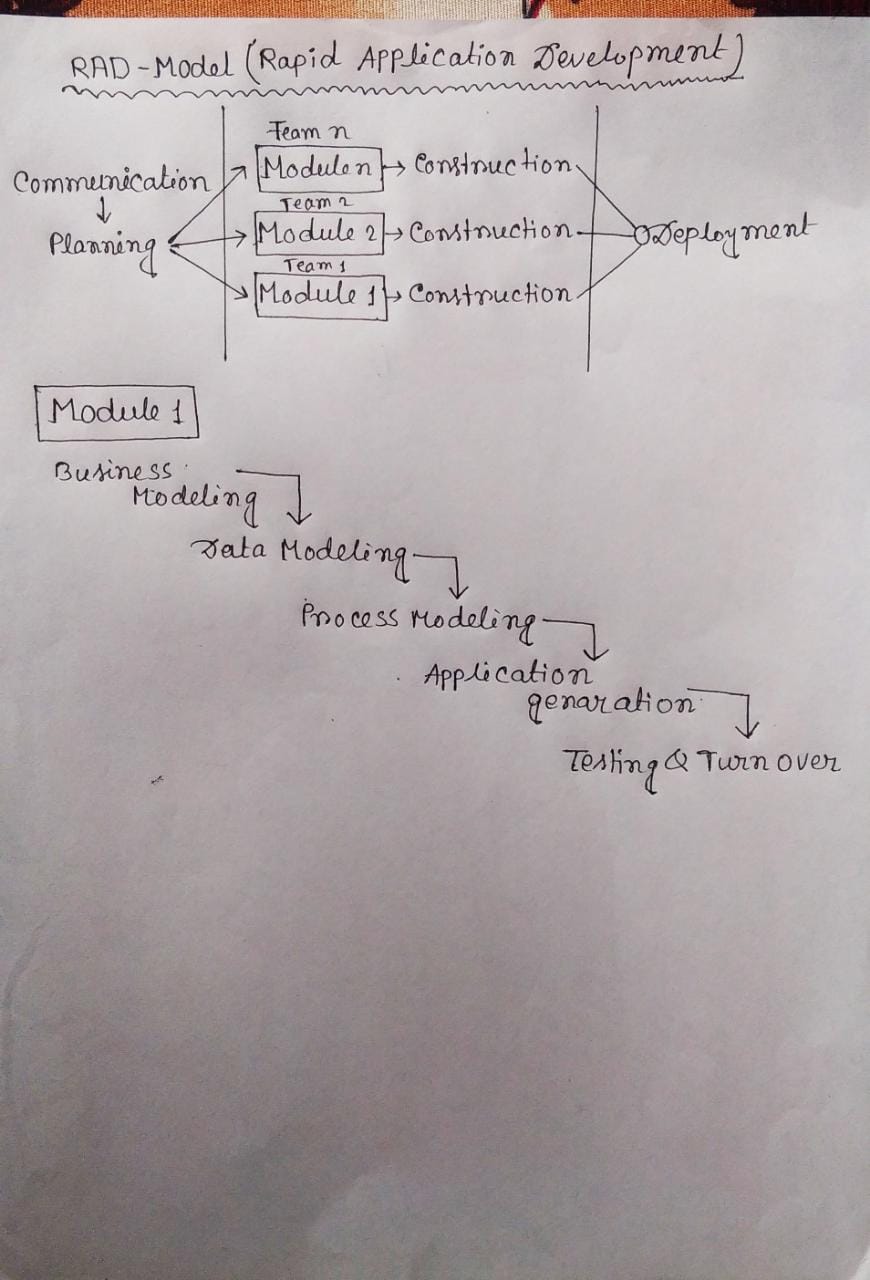 RAD-Model (Rapid Application Development)
Team n
Communication
Module n → Construction
Team 2
Planning
Module 2 → Construction
Deployment
Team 1
Module 1 → Construction
Module 1
Business
Modeling
Data Modeling
Process Modeling
Application
genaration
Testing & Turn over